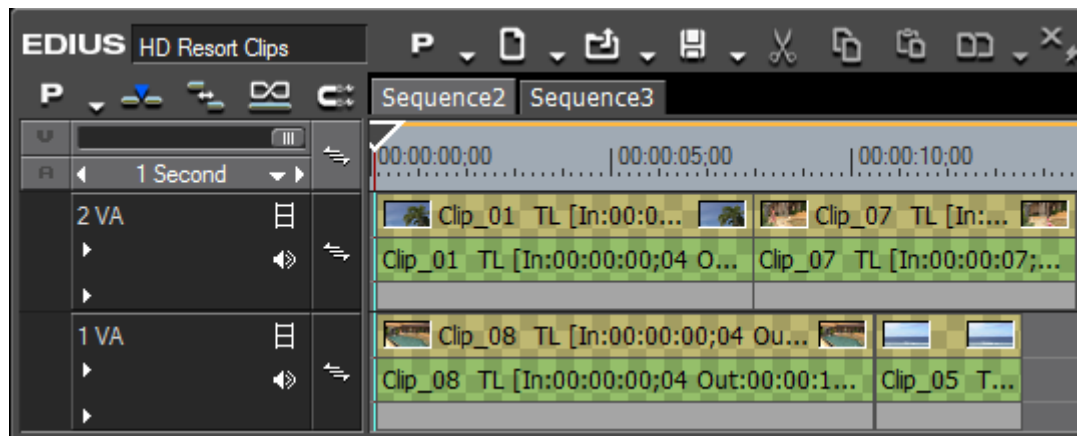 EDIUS HD Resort Clips P
P Sequence2 Sequence3
V
A 1 Second 00:00:00;00 00:00:05;00 00:00:10;00
2 VA Clip_01 TL [In:00:0... Clip_07 TL [In:...
Clip_01 TL [In:00:00:00;04 O... Clip_07 TL [In:00:00:07;...
1 VA Clip_08 TL [In:00:00:00;04 Ou...
Clip_08 TL [In:00:00:00;04 Out:00:00:1... Clip_05 T...